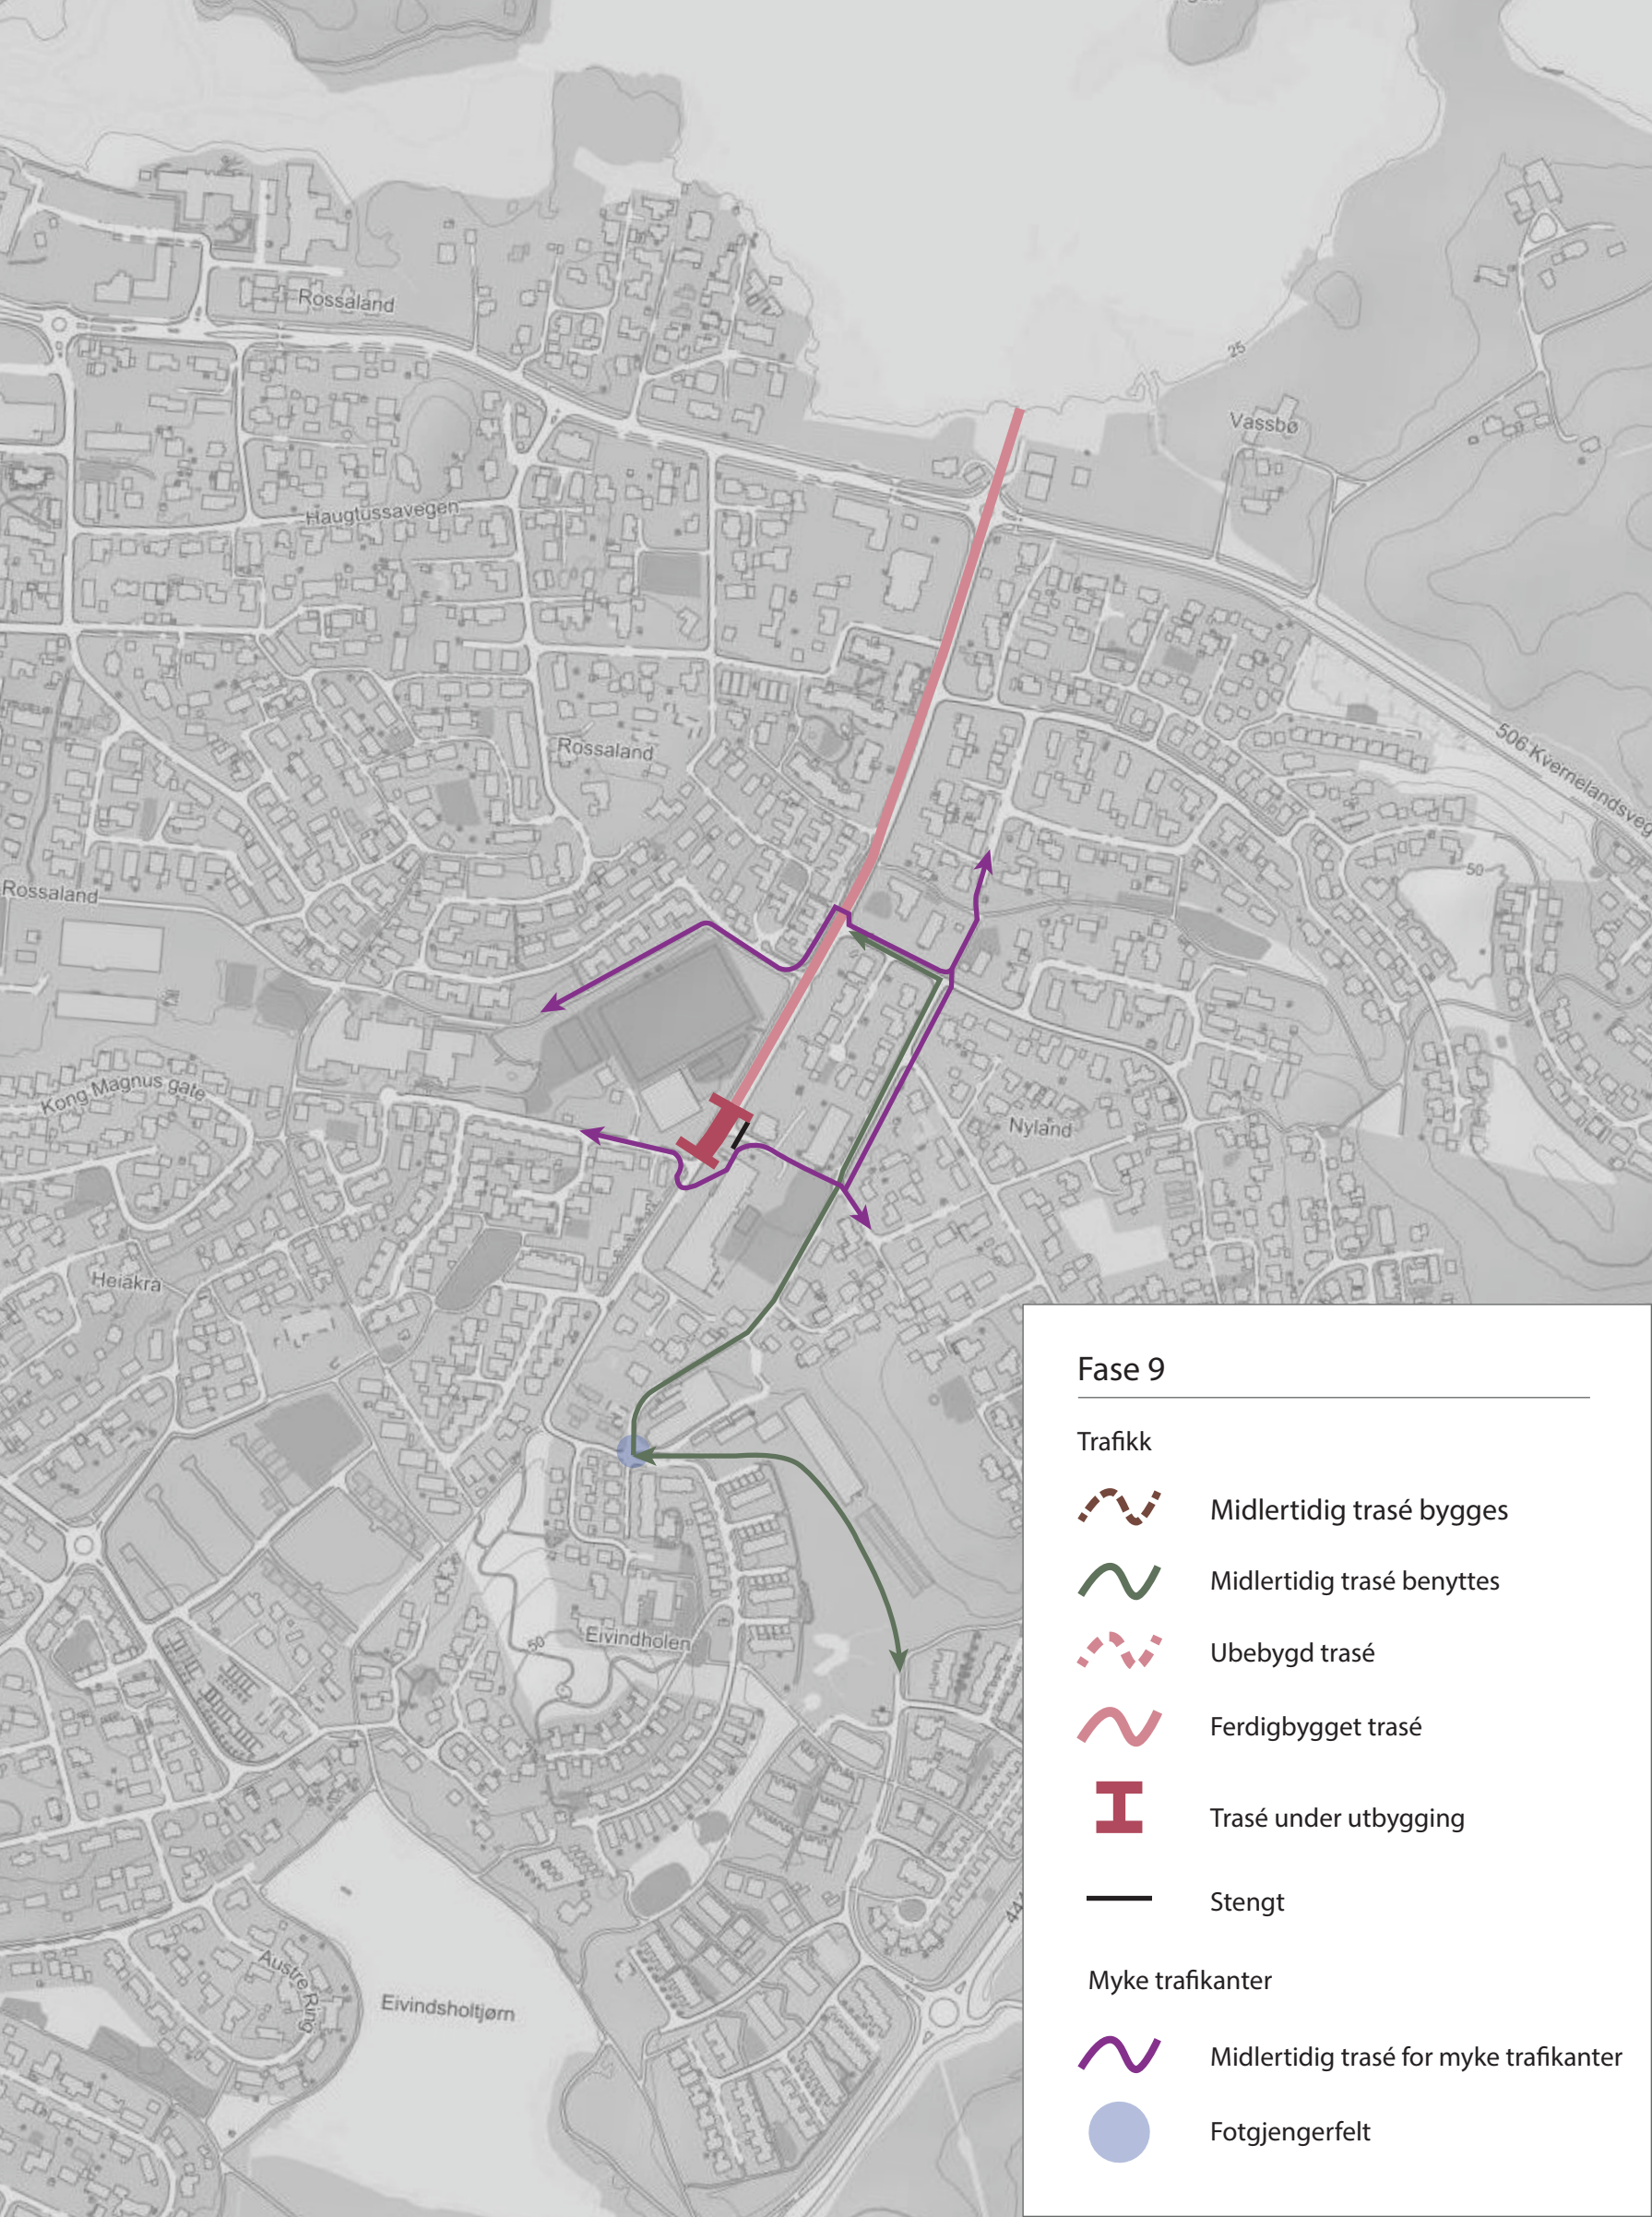 Rossaland
25
Vassbø
Haugtussavegen
506 Kvernelandsveg
Rossaland
50
Rossaland
Kong Magnus gate
Nyland
Heiakra
Eivindholen
50
Austre Ring
Eivindsholtjørn
Fase 9
Trafikk
Midlertidig trasé bygges
Midlertidig trasé benyttes
Ubebygd trasé
Ferdigbygget trasé
Trasé under utbygging
Stengt
Myke trafikanter
Midlertidig trasé for myke trafikanter
Fotgjengerfelt